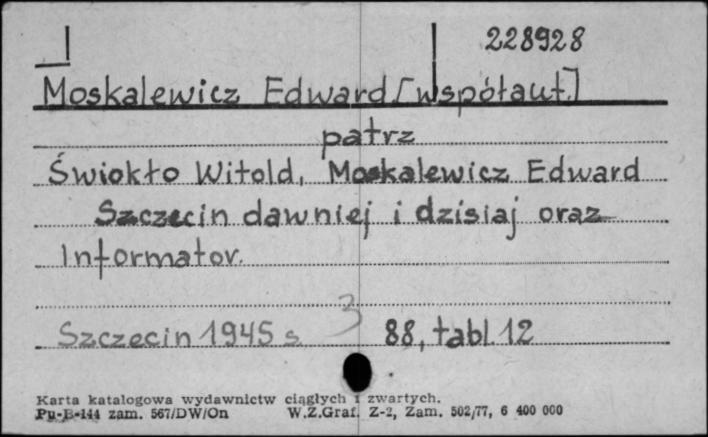 228928
Moskalewicz Edward [współaut.]
patrz
Świokło Witold, Moskalewicz Edward
Szczecin dawniej i dzisiaj oraz
Informator.
3
Szczecin 1945 s 88, tabl. 12
Karta katalogowa wydawnictw ciągłych i zwartych.
Pu-B-144 zam. 567/DW/On W.Z.Graf. Z-2, Zam. 502/77, 6 400 000